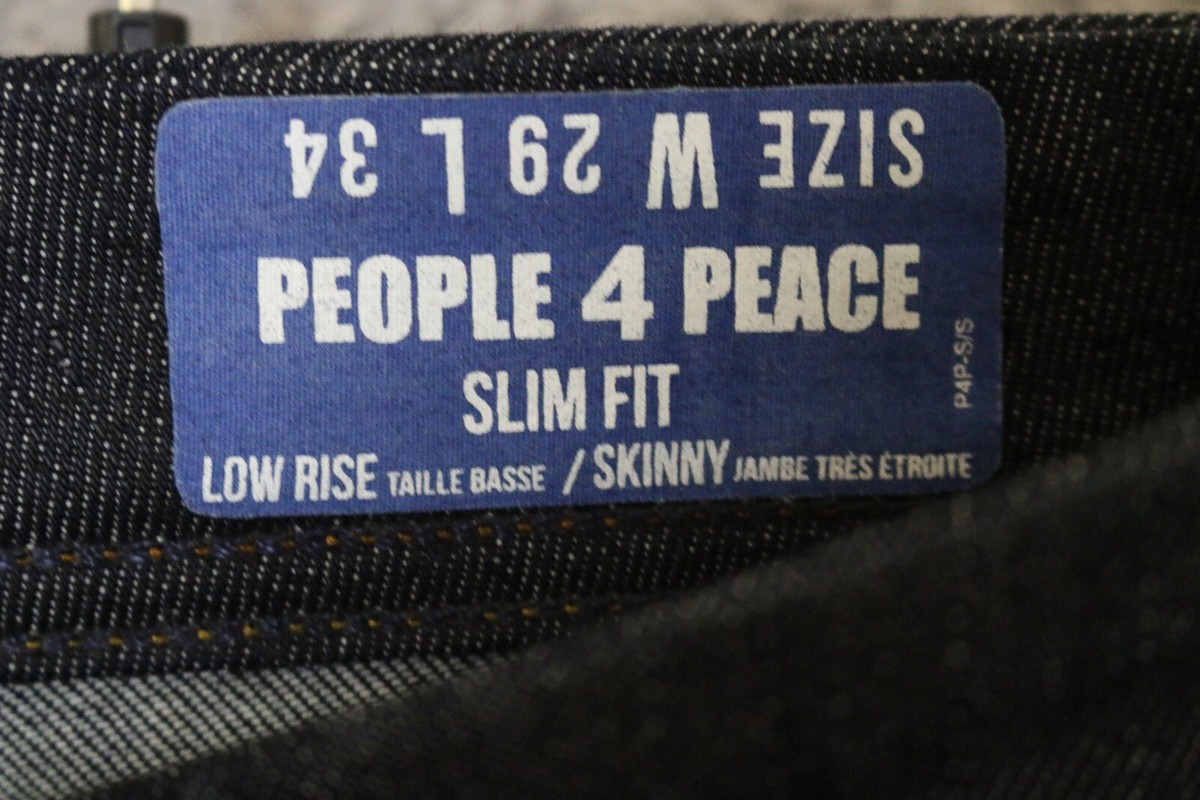 SIZE W 29 L 34
PEOPLE 4 PEACE
SLIM FIT
LOW RISE TAILLE BASSE / SKINNY JAMBE TRÈS ÉTROITE
P4P-S/S